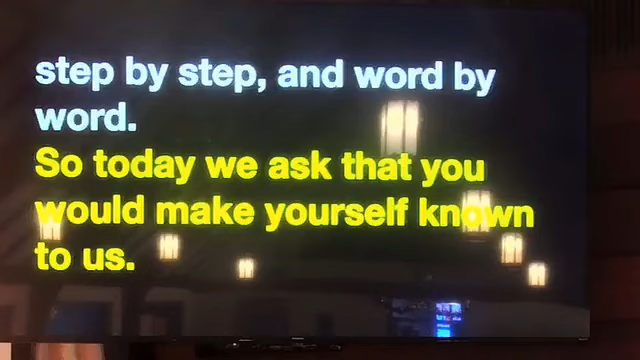 step by step, and word by
word.
So today we ask that you
would make yourself known
to us.